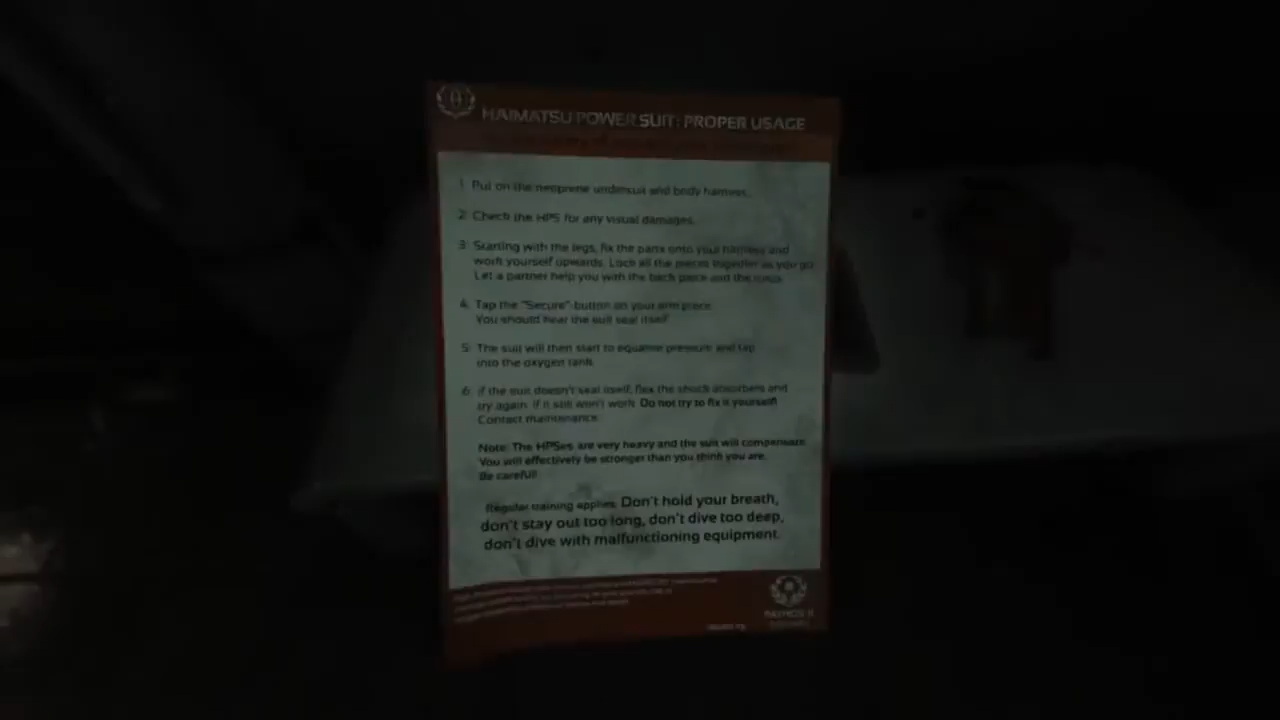 HAIMATSU POWER SUIT: PROPER USAGE
1. Put on the neoprene undersuit and body harness.
2: Check the HPS for any visual damages.
3: Starting with the legs, fix the parts onto your harness and
work yourself upwards. Lock all the pieces together as you go.
Let a partner help you with the back piece and the
4. Tap the "Secure"-button on your arm piece.
You should hear the suit seal itself.
5: The suit will then start to equalise pressure and tap
into the oxygen tank.
6: If the suit doesn't seal itself, flex the shock absorbers and
try again. If it still won't work: Do not try to fix it yourself!
Contact maintenance.
Note: The HPSes are very heavy and the suit will compensate.
You will effectively be stronger than you think you are.
Be careful!
Regular training applies: Don't hold your breath,
don't stay out too long, don't dive too deep,
don't dive with malfunctioning equipment.
PATHOS II